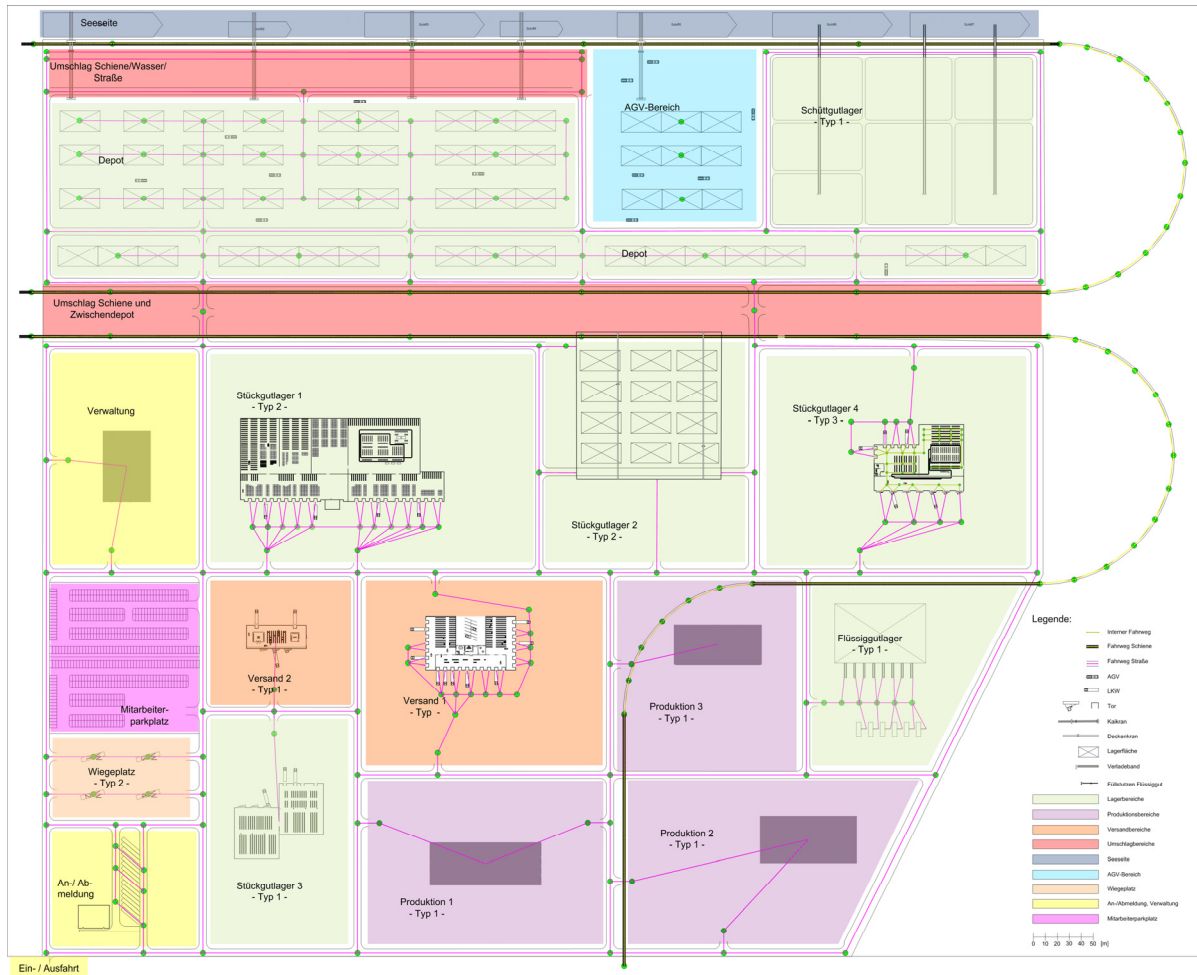 Seeseite
Umschlag Schiene/Wasser/
Straße
AGV-Bereich
Schüttgutlager
- Typ 1 -
Depot
Depot
Umschlag Schiene und
Zwischendepot
Verwaltung
Stückgutlager 1
- Typ 2 -
Stückgutlager 4
- Typ 3 -
Stückgutlager 2
- Typ 2 -
Mitarbeiter-
parkplatz
Versand 2
- Typ 1 -
Versand 1
- Typ -
Produktion 3
- Typ 1 -
Flüssiggutlager
- Typ 1 -
Wiegeplatz
- Typ 2 -
An-/ Ab-
meldung
Stückgutlager 3
- Typ 1 -
Produktion 1
- Typ 1 -
Produktion 2
- Typ 1 -
Ein- / Ausfahrt
Legende:
Interner Fahrweg
Fahrweg Schiene
Fahrweg Straße
AGV
LKW
Tor
Kaikran
Deckenkran
Lagerfläche
Verladeband
Füllstutzen Flüssiggut
Lagerbereiche
Produktionsbereiche
Versandbereiche
Umschlagbereiche
Seeseite
AGV-Bereich
Wiegeplatz
An-/Abmeldung, Verwaltung
Mitarbeiterparkplatz
0 10 20 30 40 50 [m]